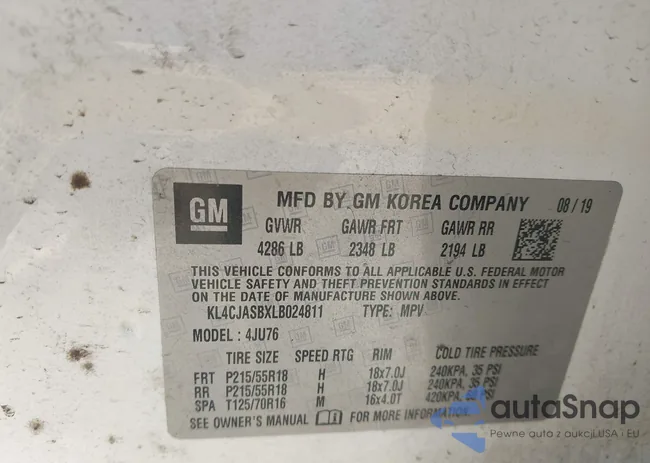 GM MFD BY GM KOREA COMPANY 08/19
GVWR GAWR FRT GAWR RR
4286 LB 2348 LB 2194 LB
THIS VEHICLE CONFORMS TO ALL APPLICABLE U.S. FEDERAL MOTOR
VEHICLE SAFETY AND THEFT PREVENTION STANDARDS IN EFFECT ON
THE DATE OF MANUFACTURE SHOWN ABOVE.
KL4CJASBXLB024811 TYPE: MPV
MODEL: 4JU76
TIRE SIZE SPEED RTG RIM COLD TIRE PRESSURE
FRT P215/55R18 H 18x7.0J 240KPA, 35 PSI
RR P215/55R18 H 18x7.0J 240KPA, 35 PSI
SPA T125/70R16 M 16x4.0T 420KPA, 60 PSI
SEE OWNER'S MANUAL FOR MORE INFORMATION.
autoSnap
Pewne auta z aukcji USA i EU